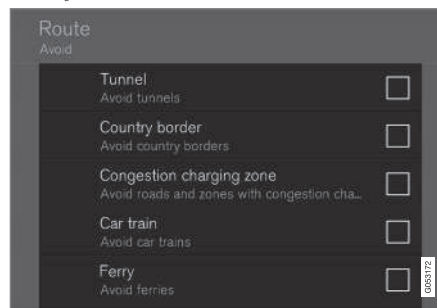 Route
Avoid
Tunnel
Avoid tunnels
Country border
Avoid country borders
Congestion charging zone
Avoid roads and zones with congestion cha...
Car train
Avoid car trains
Ferry
Avoid ferries
G053172